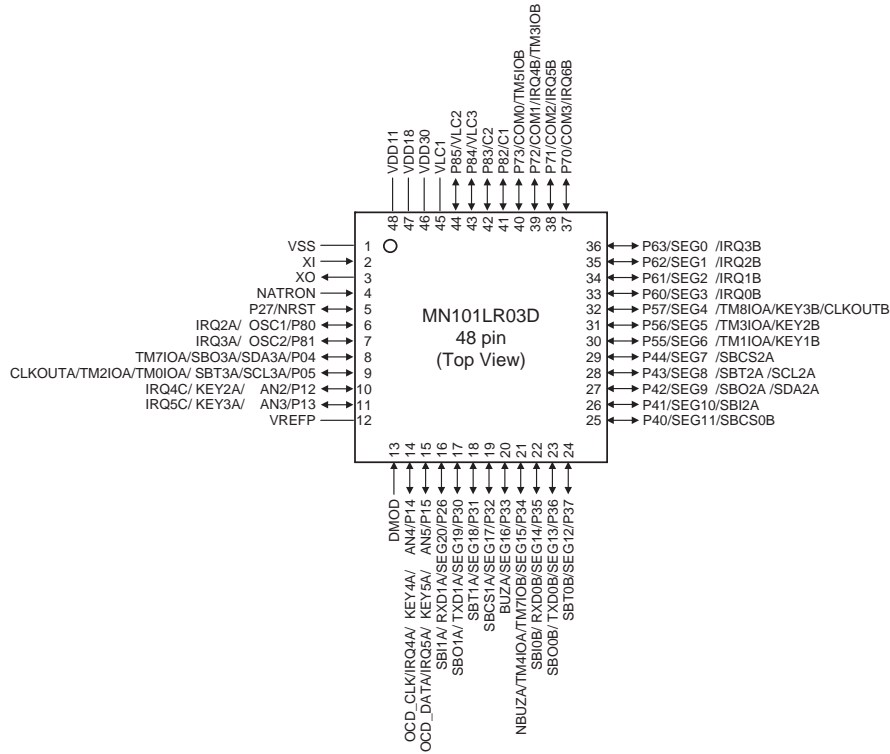 VDD11
VDD18
VDD30
VLC1
P85/VLC2
P84/VLC3
P83/C2
P82/C1
P73/COM0/TM5IOB
P72/COM1/IRQ4B/TM3IOB
P71/COM2/IRQ5B
P70/COM3/IRQ6B
48
47
46
45
44
43
42
41
40
39
38
37
VSS 1
XI 2
XO 3
NATRON 4
P27/NRST 5
IRQ2A/ OSC1/P80 6
IRQ3A/ OSC2/P81 7
TM7IOA/SBO3A/SDA3A/P04 8
CLKOUTA/TM2IOA/TM0IOA/ SBT3A/SCL3A/P05 9
IRQ4C/ KEY2A/ AN2/P12 10
IRQ5C/ KEY3A/ AN3/P13 11
VREFP 12
MN101LR03D
48 pin
(Top View)
36 P63/SEG0 /IRQ3B
35 P62/SEG1 /IRQ2B
34 P61/SEG2 /IRQ1B
33 P60/SEG3 /IRQ0B
32 P57/SEG4 /TM8IOA/KEY3B/CLKOUTB
31 P56/SEG5 /TM3IOA/KEY2B
30 P55/SEG6 /TM1IOA/KEY1B
29 P44/SEG7 /SBCS2A
28 P43/SEG8 /SBT2A /SCL2A
27 P42/SEG9 /SBO2A /SDA2A
26 P41/SEG10/SBI2A
25 P40/SEG11/SBCS0B
13
14
15
16
17
18
19
20
21
22
23
24
DMOD
OCD_CLK/IRQ4A/ KEY4A/ AN4/P14
OCD_DATA/IRQ5A/ KEY5A/ AN5/P15
SBI1A/ RXD1A/SEG20/P26
SBO1A/ TXD1A/SEG19/P30
SBT1A/SEG18/P31
SBCS1A/SEG17/P32
BUZA/SEG16/P33
NBUZA/TM4IOA/TM7IOB/SEG15/P34
SBI0B/ RXD0B/SEG14/P35
SBO0B/ TXD0B/SEG13/P36
SBT0B/SEG12/P37